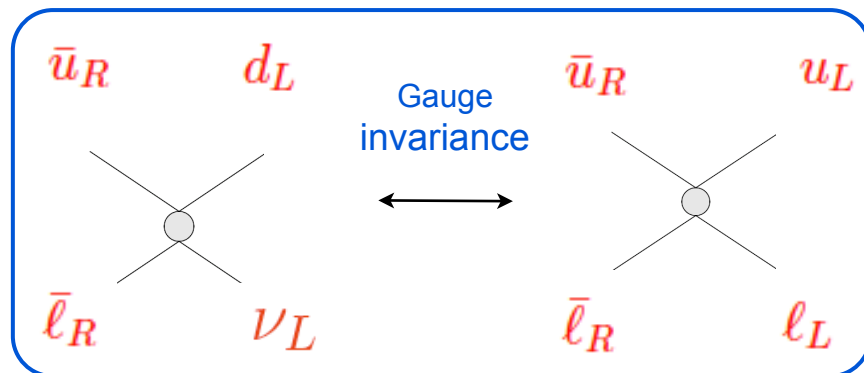 ū_R d_L
Gauge
invariance
ū_R u_L
ℓ̄_R ν_L
ℓ̄_R ℓ_L